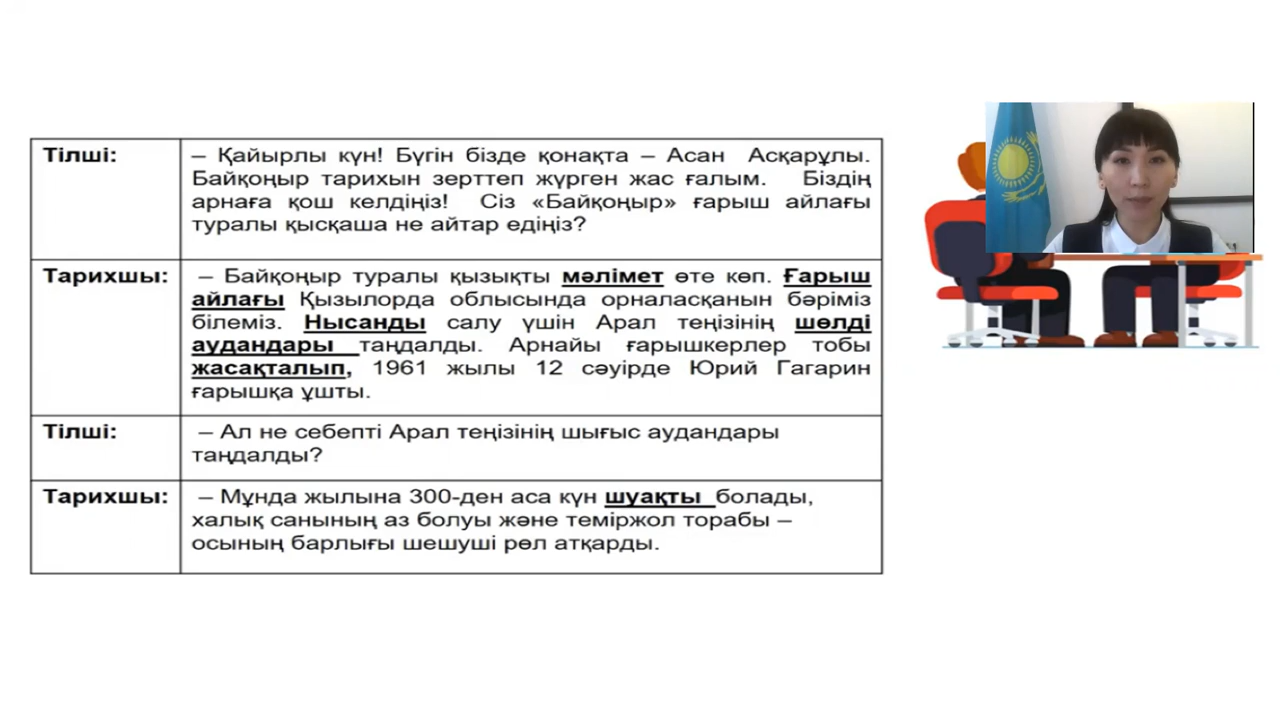 Тілші:
– Қайырлы күн! Бүгін бізде қонақта – Асан Асқарұлы.
Байқоңыр тарихын зерттеп жүрген жас ғалым. Біздің
арнаға қош келдіңіз! Сіз «Байқоңыр» ғарыш айлағы
туралы қысқаша не айтар едіңіз?
Тарихшы:
– Байқоңыр туралы қызықты мәлімет өте көп. Ғарыш
айлағы Қызылорда облысында орналасқанын бәріміз
білеміз. Нысанды салу үшін Арал теңізінің шөлді
аудандары таңдалды. Арнайы ғарышкерлер тобы
жасақталып, 1961 жылы 12 сәуірде Юрий Гагарин
ғарышқа ұшты.
Тілші:
– Ал не себепті Арал теңізінің шығыс аудандары
таңдалды?
Тарихшы:
– Мұнда жылына 300-ден аса күн шуақты болады,
халық санының аз болуы және теміржол торабы –
осының барлығы шешуші рөл атқарды.